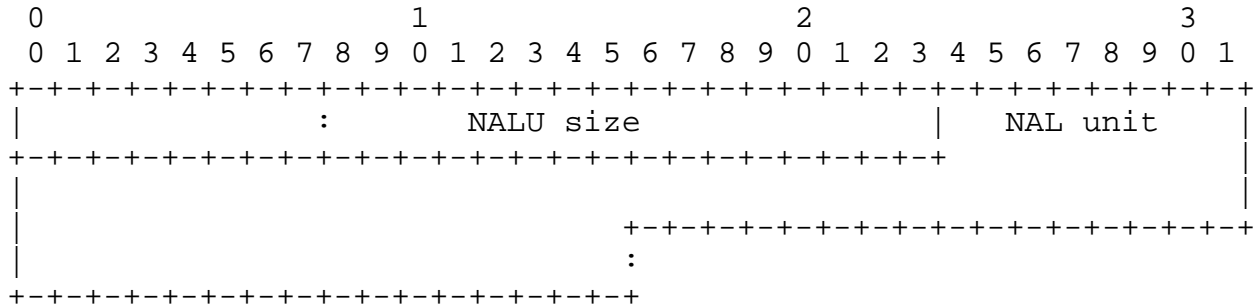 0                   1                   2                   3
 0 1 2 3 4 5 6 7 8 9 0 1 2 3 4 5 6 7 8 9 0 1 2 3 4 5 6 7 8 9 0 1
+-+-+-+-+-+-+-+-+-+-+-+-+-+-+-+-+-+-+-+-+-+-+-+-+-+-+-+-+-+-+-+-+
|               :       NALU size               |   NAL unit    |
+-+-+-+-+-+-+-+-+-+-+-+-+-+-+-+-+-+-+-+-+-+-+-+-+               |
|                                                               |
|                               +-+-+-+-+-+-+-+-+-+-+-+-+-+-+-+-+
|                               :
+-+-+-+-+-+-+-+-+-+-+-+-+-+-+-+-+